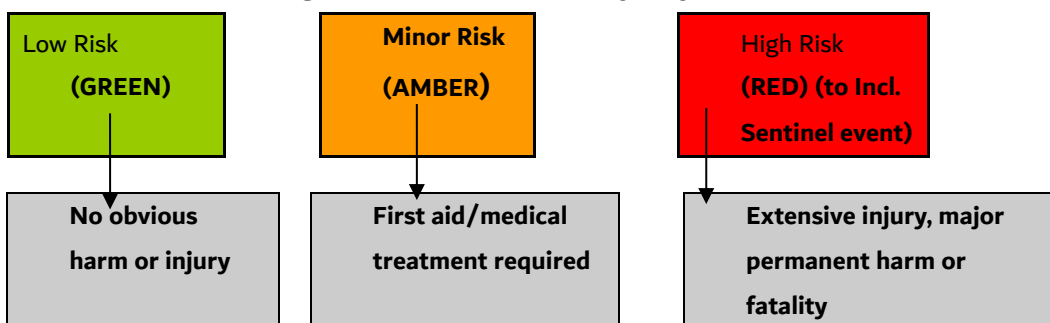 Low Risk
(GREEN)
Minor Risk
(AMBER)
High Risk
(RED) (to Incl.
Sentinel event)
No obvious
harm or injury
First aid/medical
treatment required
Extensive injury, major
permanent harm or
fatality